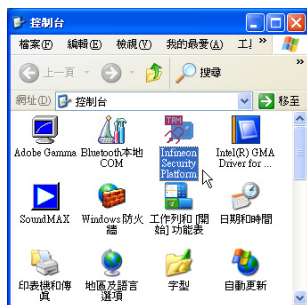 控制台
檔案(F) 編輯(E) 檢視(V) 我的最愛(A) 工具 »
上一頁 搜尋 »
網址(D) 控制台 移至
Adobe Gamma Bluetooth本地 COM Infineon Security Platform Intel(R) GMA Driver for ...
SoundMAX Windows 防火牆 工作列和 [開始] 功能表 日期和時間
印表機和傳真 地區及語言選項 字型 自動更新
TRM